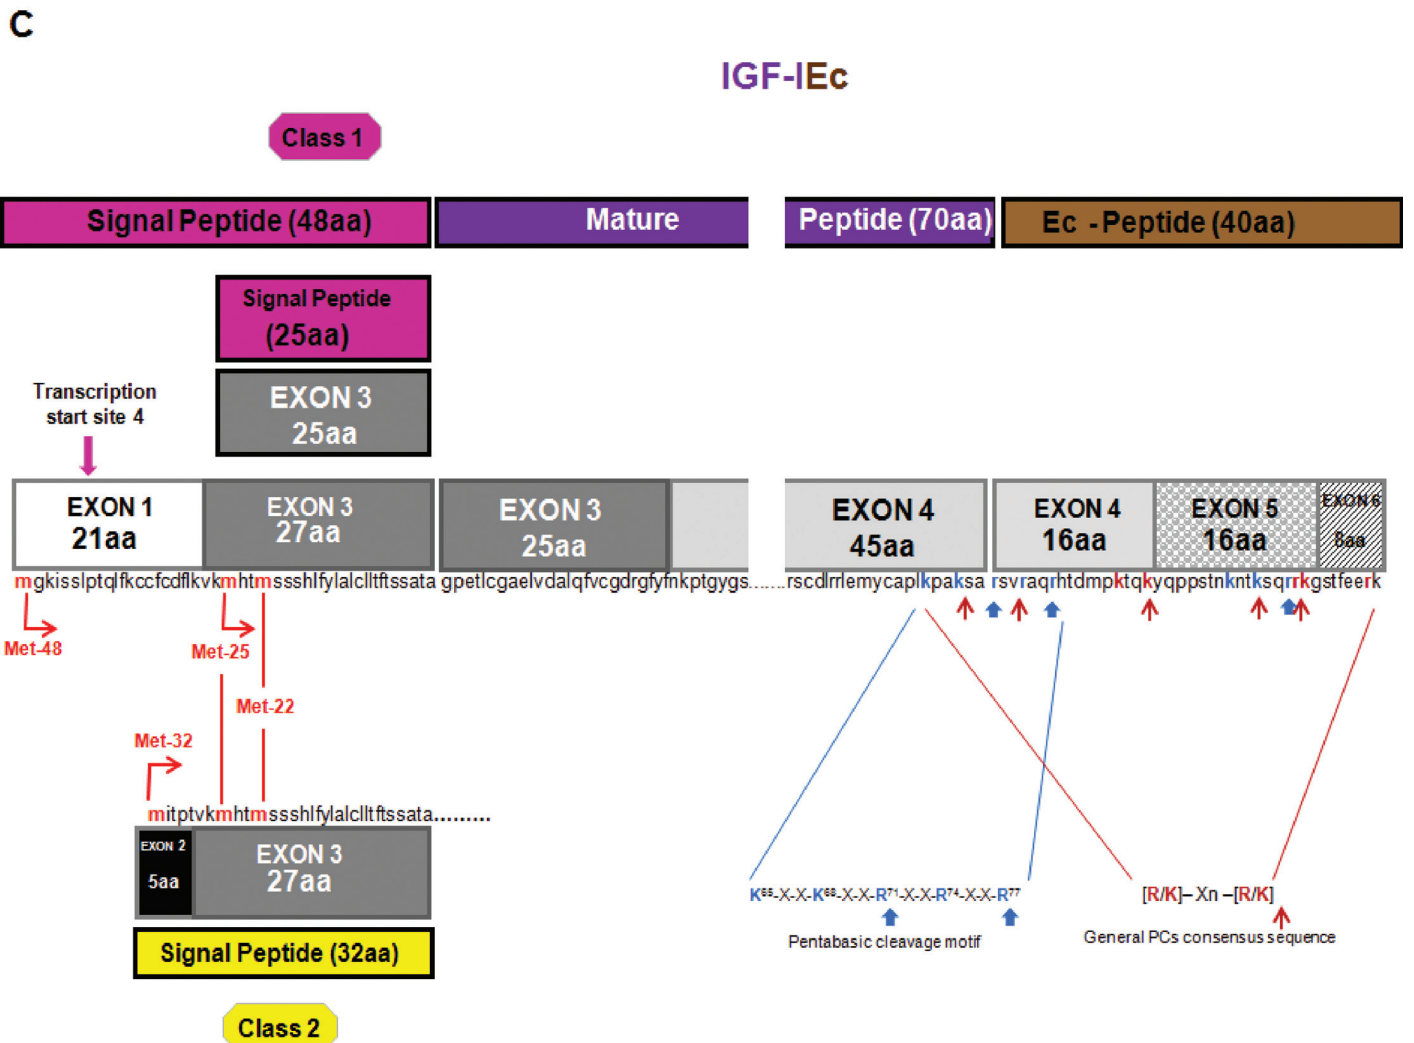 C
IGF-IEc
Class 1
Signal Peptide (48aa)
Mature
Peptide (70aa)
Ec - Peptide (40aa)
Signal Peptide
(25aa)
EXON 3
25aa
Transcription
start site 4
EXON 1
21aa
EXON 3
27aa
EXON 3
25aa
EXON 4
45aa
EXON 4
16aa
EXON 5
16aa
EXON 6
8aa
mgkisslptqlfkccfcdflkvkmhtmssshlfylalclltftssata gpetlcgaelvdalqfvcgdrgfyfnkptgygs........rscdlrrlemycaplkpaksa rsvraqrhtdmpktqkyqppstnkntksqrrkgstfeerk
Met-48
Met-25
Met-22
Met-32
mitptvkmhtmssshlfylalclltftssata.........
EXON 2
5aa
EXON 3
27aa
Signal Peptide (32aa)
Class 2
K⁶⁵-X-X-K⁶⁸-X-X-R⁷¹-X-X-R⁷⁴-X-X-R⁷⁷
Pentabasic cleavage motif
[R/K]– Xn –[R/K]
General PCs consensus sequence